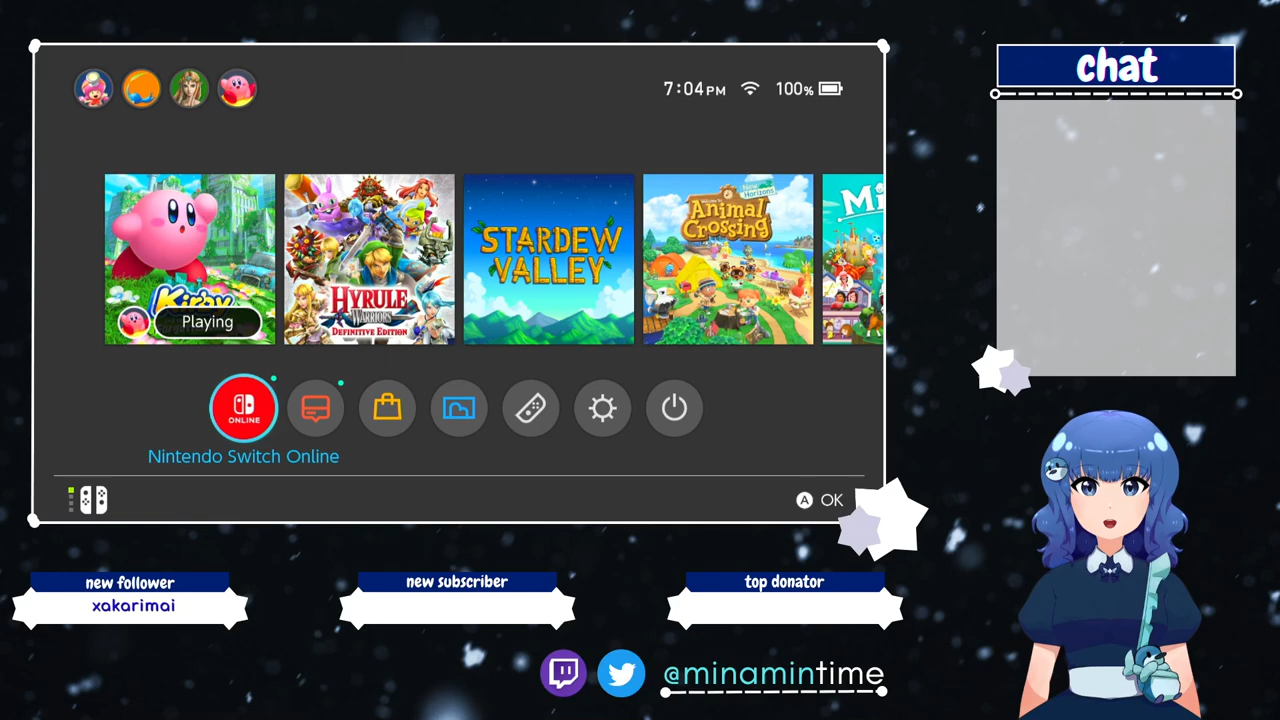 7:04PM
100%
chat
Kirby
Playing
HYRULE
WARRIORS
DEFINITIVE EDITION
STARDEW
VALLEY
New
Horizons
Animal
Crossing
Mi
ONLINE
Nintendo Switch Online
A OK
new follower
new subscriber
top donator
xakarimai
@minamintime